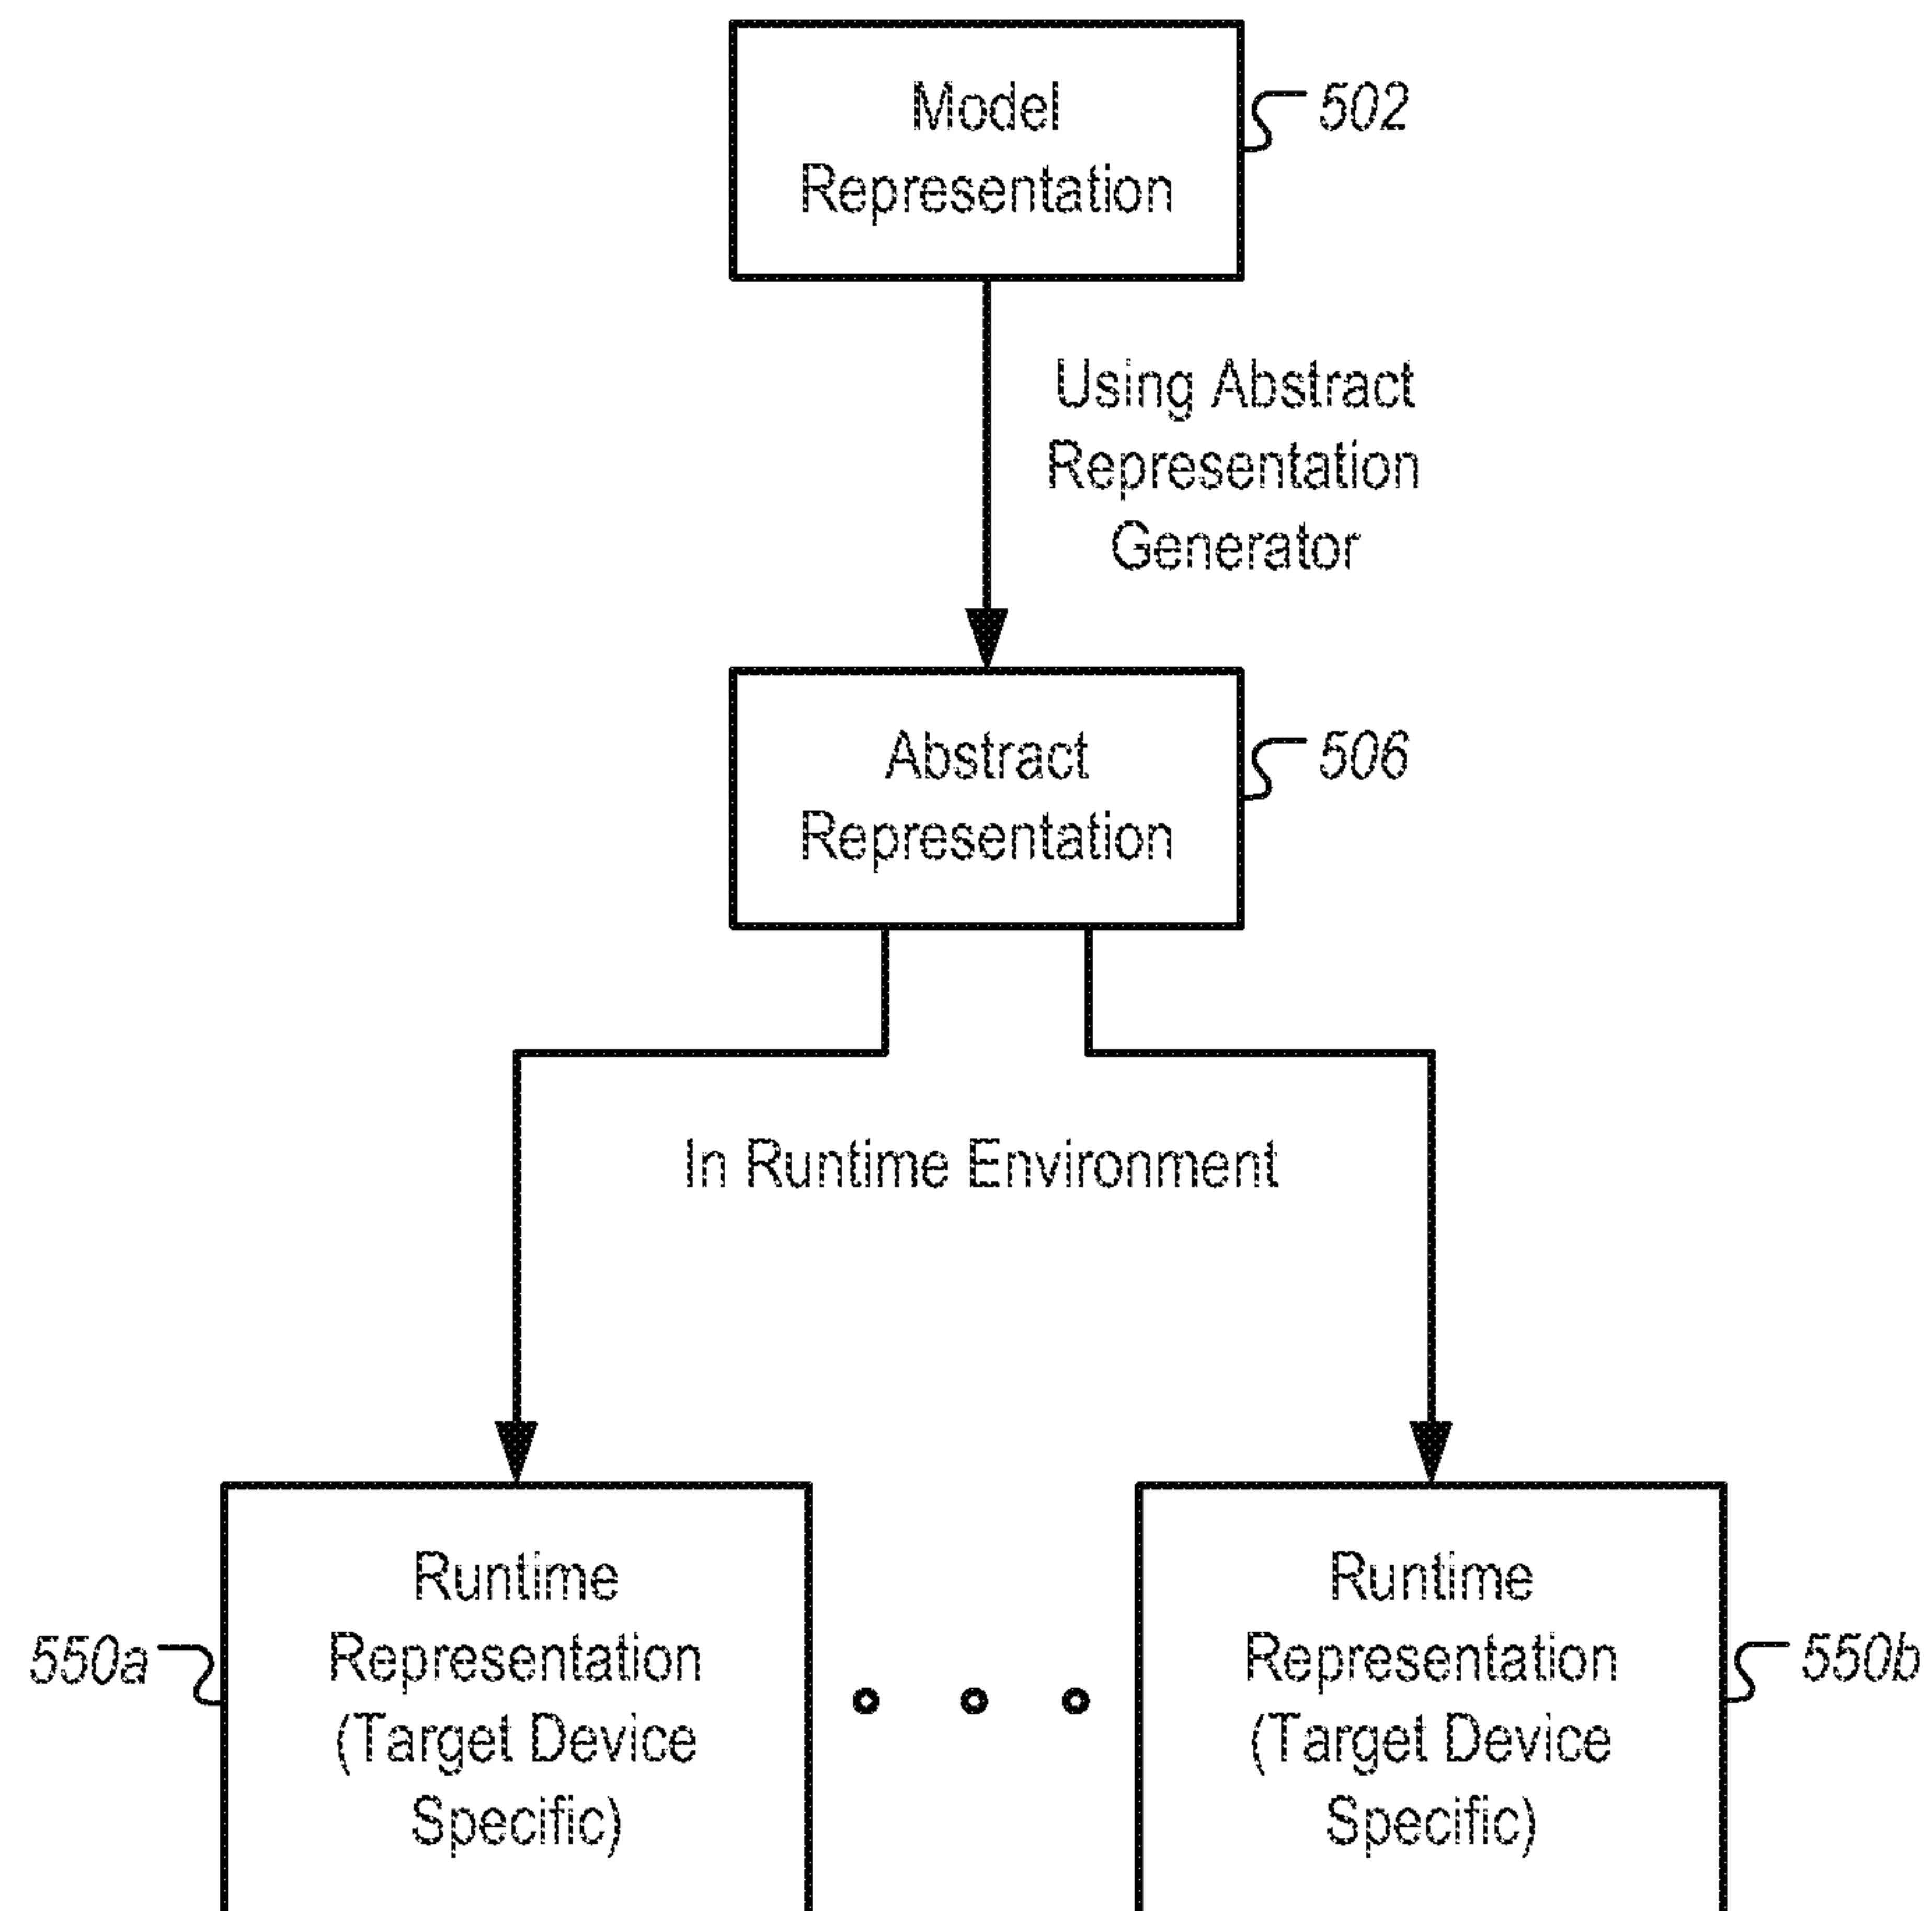 Model
Representation
502
Using Abstract
Representation
Generator
Abstract
Representation
506
In Runtime Environment
550a
Runtime
Representation
(Target Device
Specific)
Runtime
Representation
(Target Device
Specific)
550b